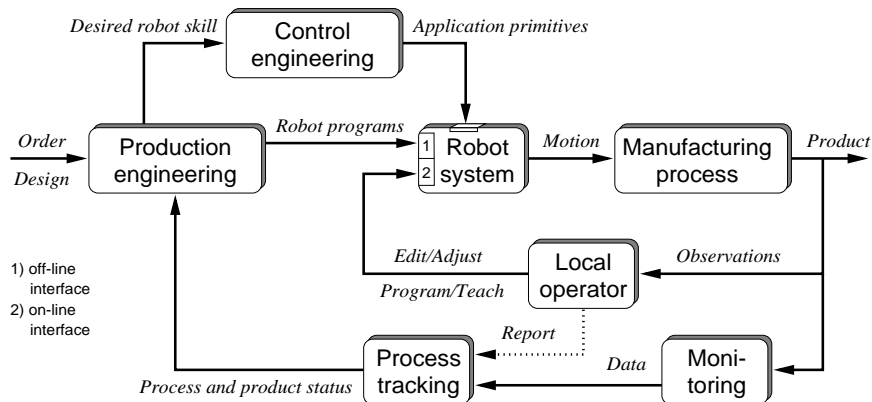 Desired robot skill
Control
engineering
Application primitives
Order
Design
Production
engineering
Robot programs
1
2
Robot
system
Motion
Manufacturing
process
Product
1) off-line
interface
2) on-line
interface
Edit/Adjust
Program/Teach
Local
operator
Observations
Report
Process and product status
Process
tracking
Data
Moni-
toring